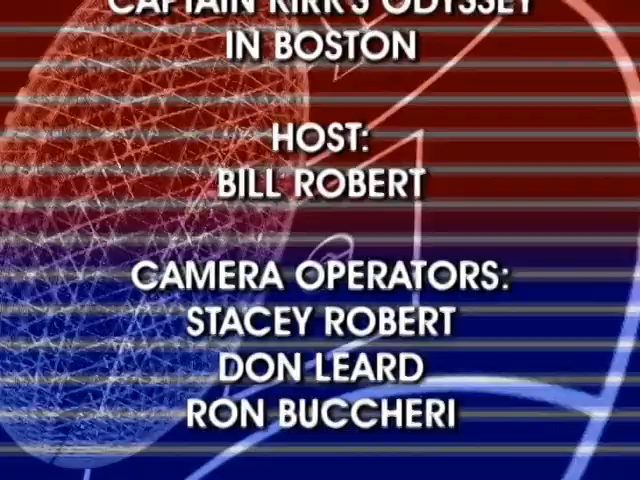 CAPTAIN KIRK'S ODYSSEY
IN BOSTON
HOST:
BILL ROBERT
CAMERA OPERATORS:
STACEY ROBERT
DON LEARD
RON BUCCHERI